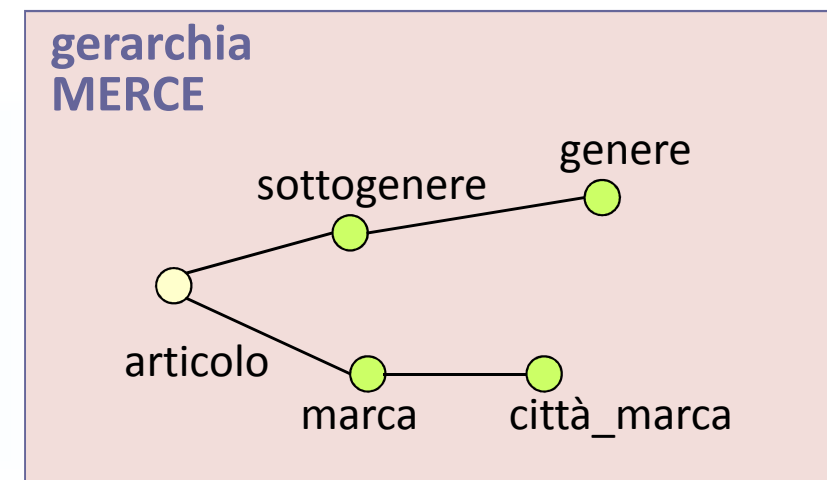 gerarchia
MERCE
genere
sottogenere
articolo
marca
città_marca